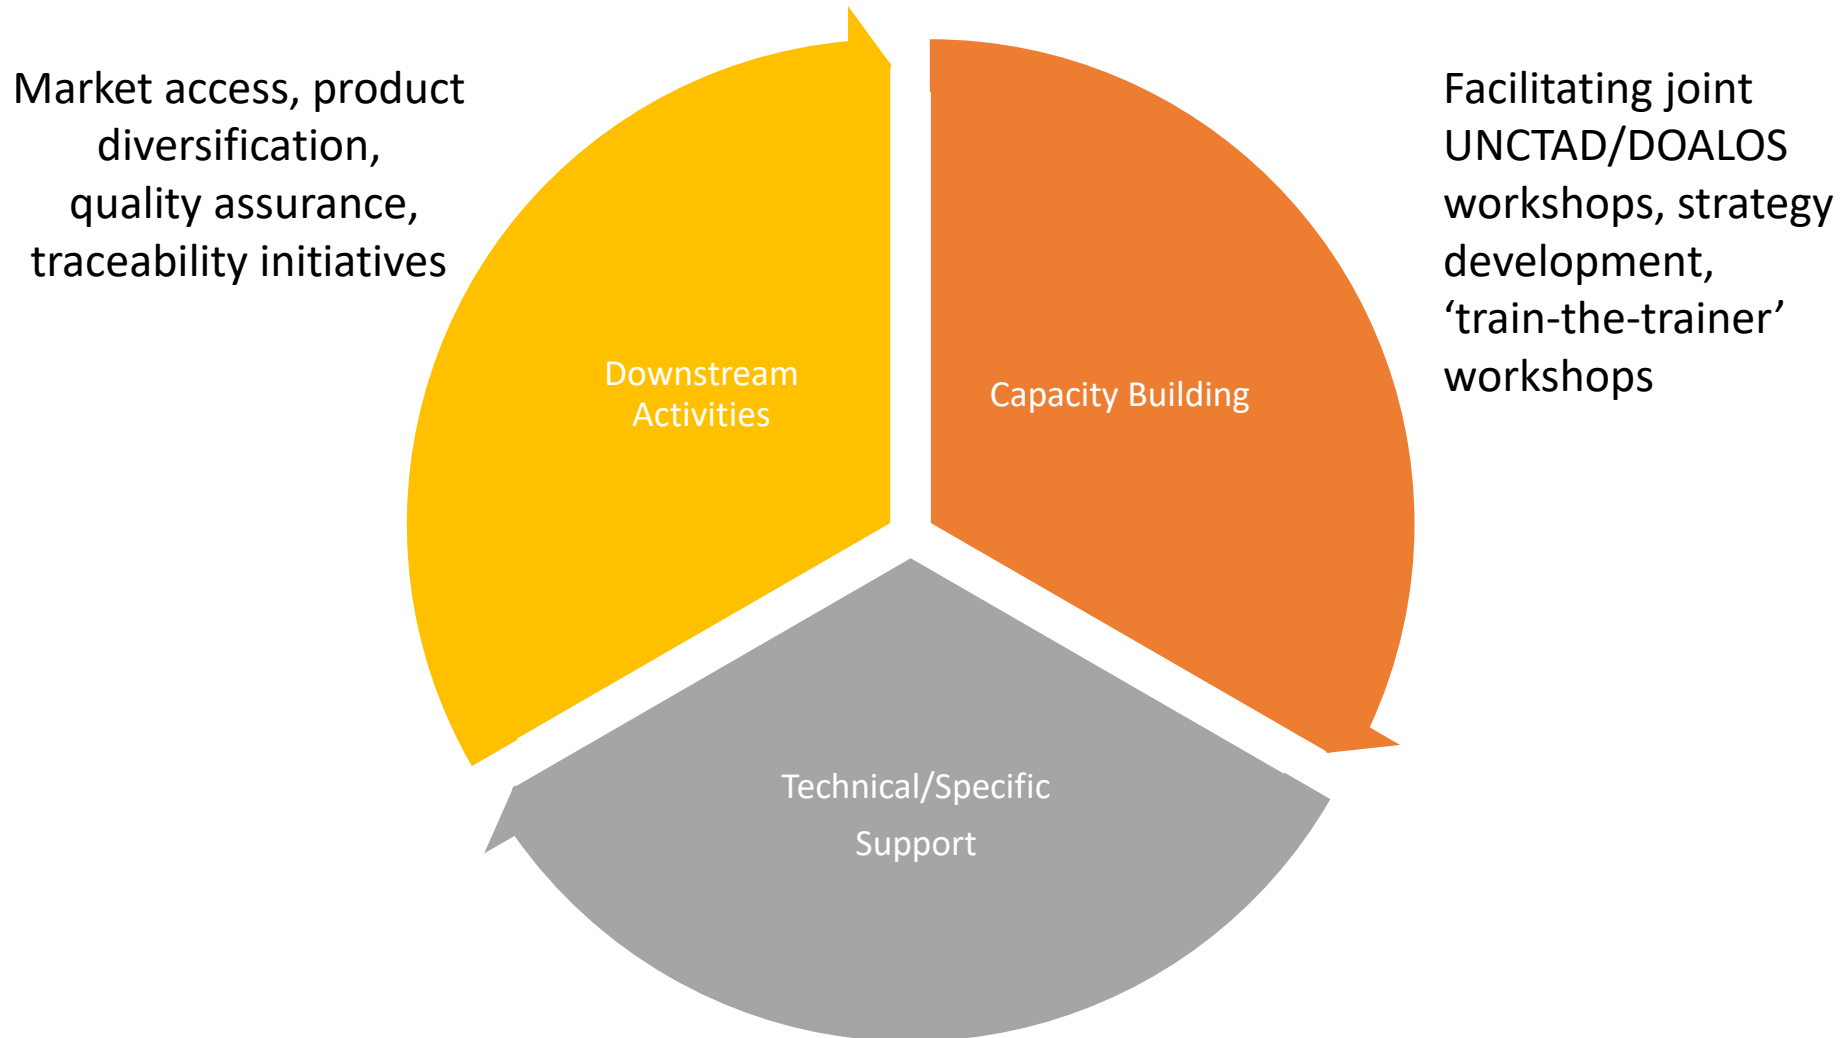 Market access, product
diversification,
quality assurance,
traceability initiatives
Downstream
Activities
Capacity Building
Facilitating joint
UNCTAD/DOALOS
workshops, strategy
development,
‘train-the-trainer’
workshops
Technical/Specific
Support